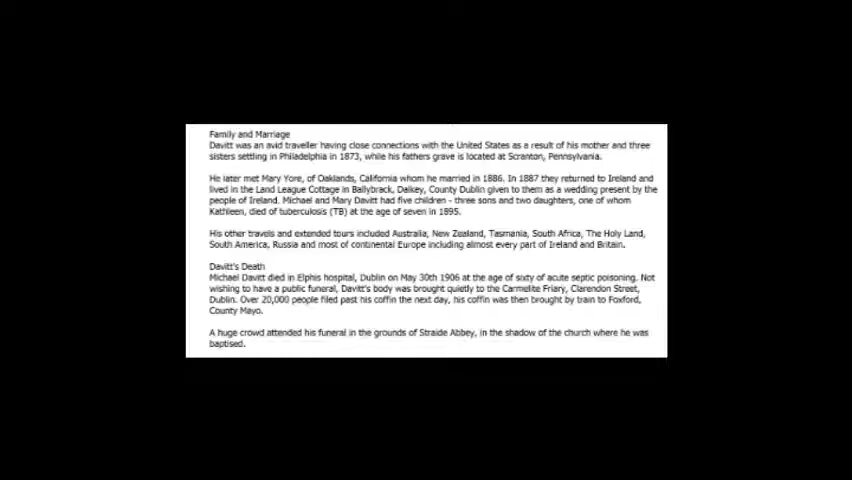 Family and Marriage
Davitt was an avid traveller having close connections with the United States as a result of his mother and three
sisters settling in Philadelphia in 1873, while his fathers grave is located at Scranton, Pennsylvania.
He later met Mary Yore, of Oaklands, California whom he married in 1886. In 1887 they returned to Ireland and
lived in the Land League Cottage in Ballybrack, Dalkey, County Dublin given to them as a wedding present by the
people of Ireland. Michael and Mary Davitt had five children - three sons and two daughters, one of whom
Kathleen, died of tuberculosis (TB) at the age of seven in 1895.
His other travels and extended tours included Australia, New Zealand, Tasmania, South Africa, The Holy Land,
South America, Russia and most of continental Europe including almost every part of Ireland and Britain.
Davitt's Death
Michael Davitt died in Elphis hospital, Dublin on May 30th 1906 at the age of sixty of acute septic poisoning. Not
wishing to have a public funeral, Davitt's body was brought quietly to the Carmelite Friary, Clarendon Street,
Dublin. Over 20,000 people filed past his coffin the next day, his coffin was then brought by train to Foxford,
County Mayo.
A huge crowd attended his funeral in the grounds of Straide Abbey, in the shadow of the church where he was
baptised.